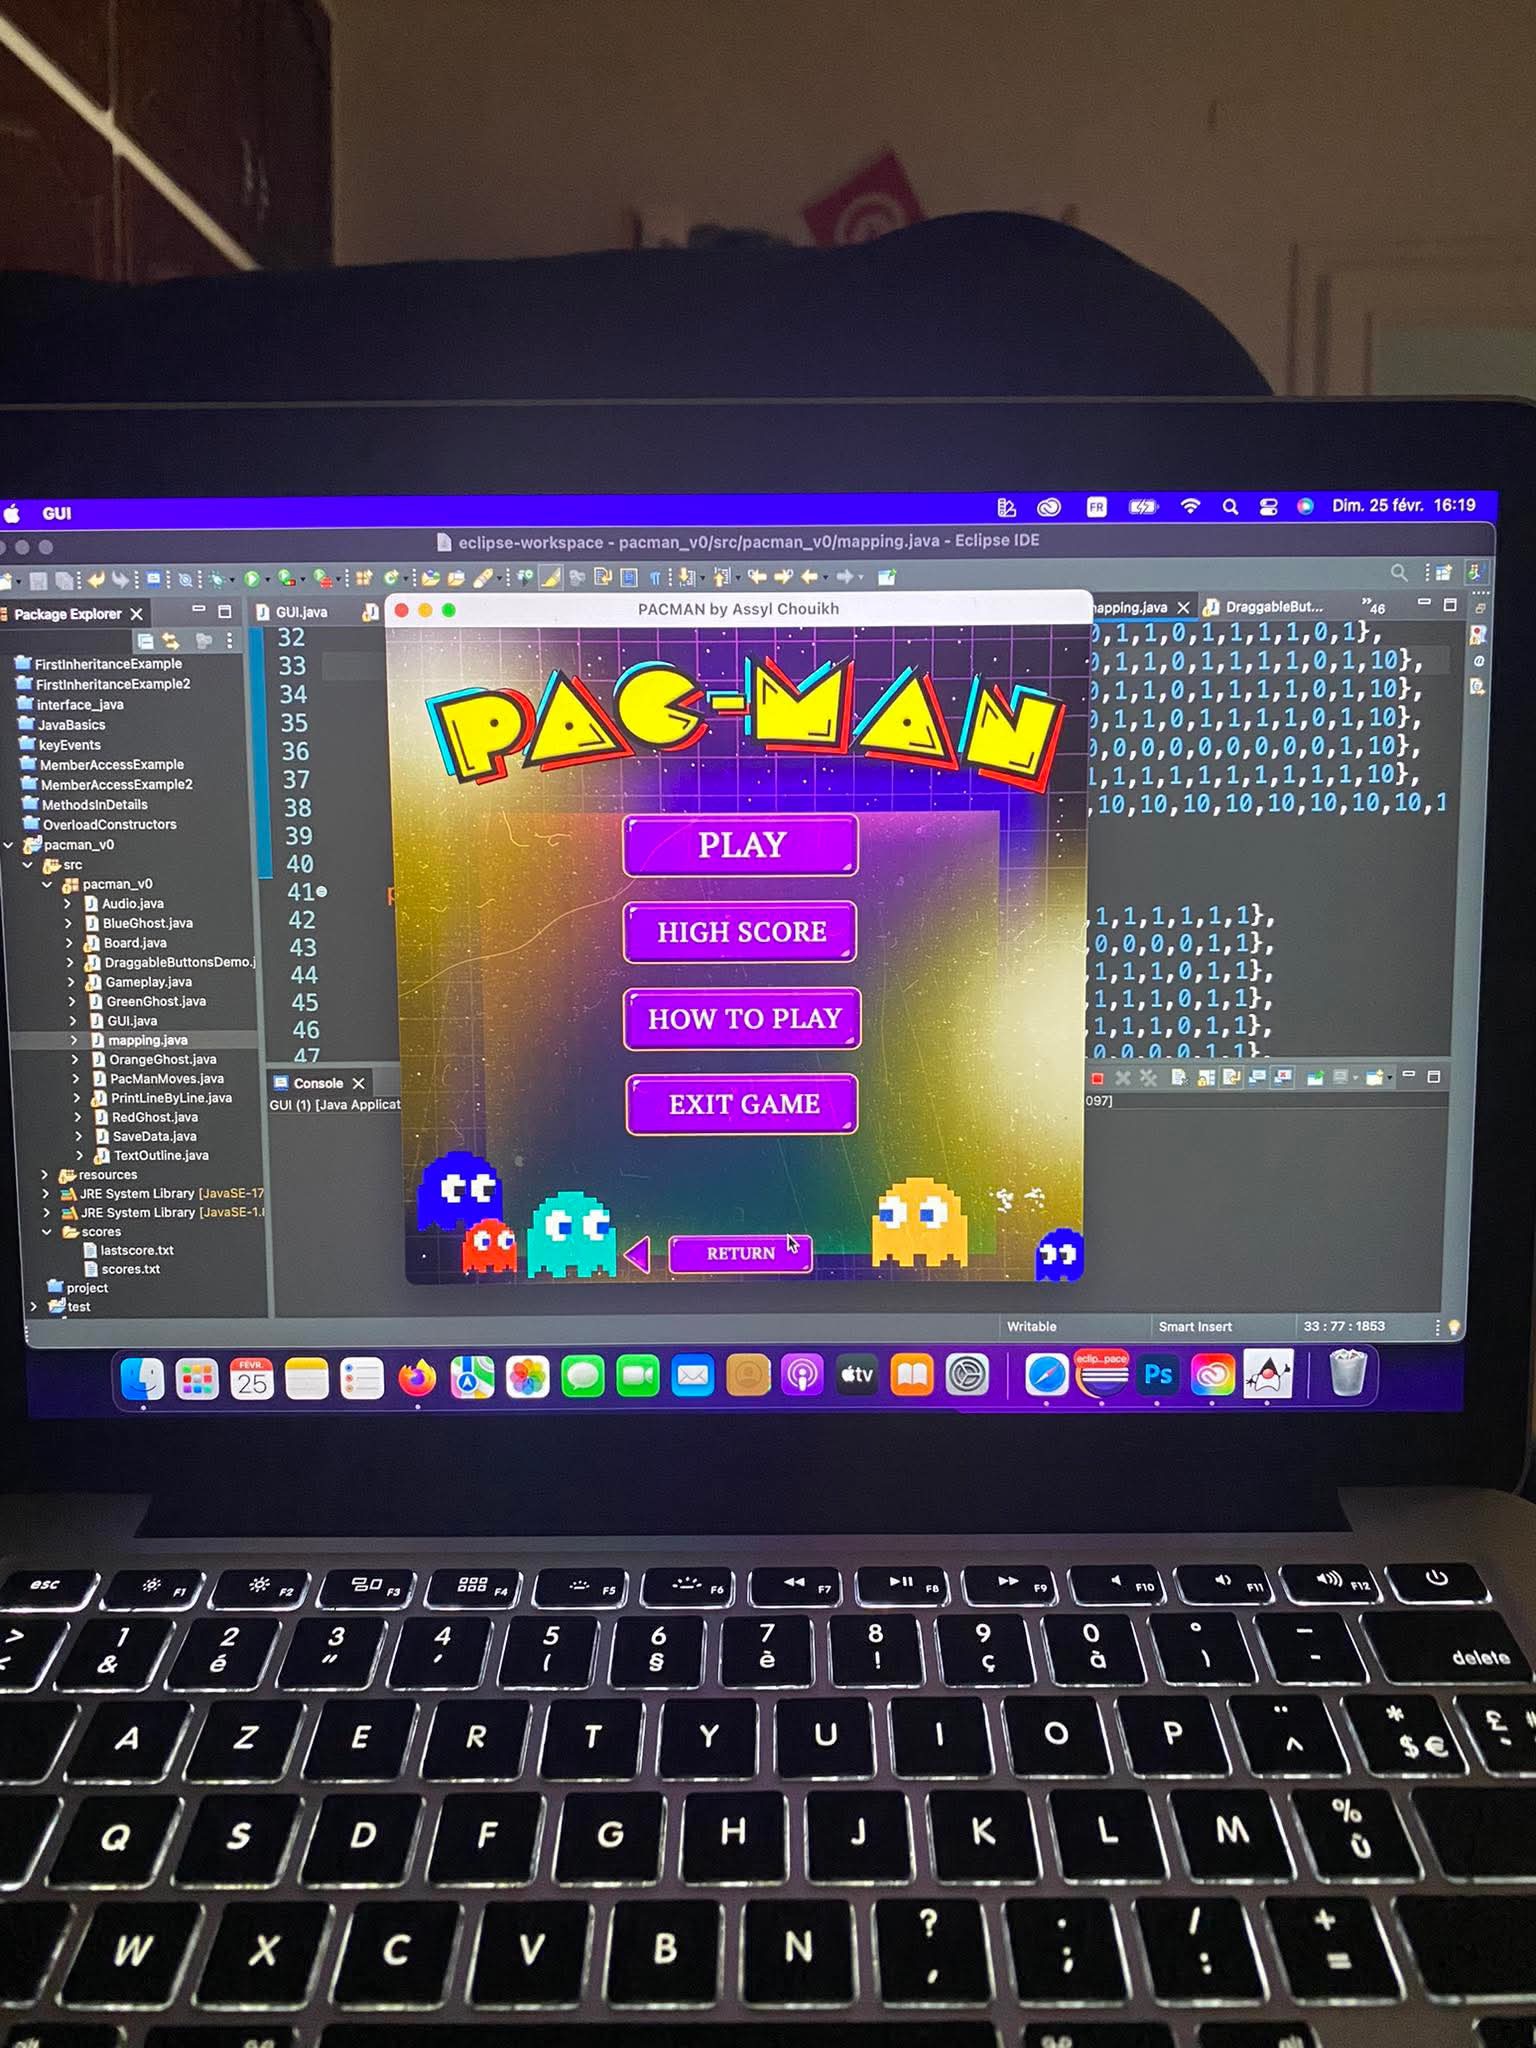 GUI
FR
Dim. 25 févr. 16:19
eclipse-workspace - pacman_v0/src/pacman_v0/mapping.java - Eclipse IDE
Package Explorer
GUI.java
PACMAN by Assyl Chouikh
mapping.java
DraggableBut...
46
FirstInheritanceExample
FirstInheritanceExample2
interface_java
JavaBasics
keyEvents
MemberAccessExample
MemberAccessExample2
MethodsInDetails
OverloadConstructors
pacman_v0
src
pacman_v0
Audio.java
BlueGhost.java
Board.java
DraggableButtonsDemo.j
Gameplay.java
GreenGhost.java
GUI.java
mapping.java
OrangeGhost.java
PacManMoves.java
PrintLineByLine.java
RedGhost.java
SaveData.java
TextOutline.java
resources
JRE System Library [JavaSE-17
JRE System Library [JavaSE-1.
scores
lastscore.txt
scores.txt
project
test
32
33
34
35
36
37
38
39
40
41
42
43
44
45
46
47
PAC-MAN
PLAY
HIGH SCORE
HOW TO PLAY
EXIT GAME
RETURN
0,1,1,0,1,1,1,1,0,1},
0,1,1,0,1,1,1,1,0,1,10},
0,1,1,0,1,1,1,1,0,1,10},
0,1,1,0,1,1,1,1,0,1,10},
0,0,0,0,0,0,0,0,0,1,10},
1,1,1,1,1,1,1,1,1,1,10},
,10,10,10,10,10,10,10,10,1
,1,1,1,1,1,1},
,0,0,0,0,1,1},
,1,1,1,0,1,1},
,1,1,1,0,1,1},
,1,1,1,0,1,1},
0,0,0,0,1,1},
Console
GUI (1) [Java Applicat
097]
Writable
Smart Insert
33 : 77 : 1853
FÉVR.
25
tv
eclip...pace
Ps
esc F1 F2 F3 F4 F5 F6 F7 F8 F9 F10 F11 F12
> 1 2 3 4 5 6 7 8 9 0 ° _
< & é " ' ( § è ! ç à ) - delete
A Z E R T Y U I O P ¨ ^ * $ € £ `
Q S D F G H J K L M % ù
W X C V B N ? , . ; / : + =